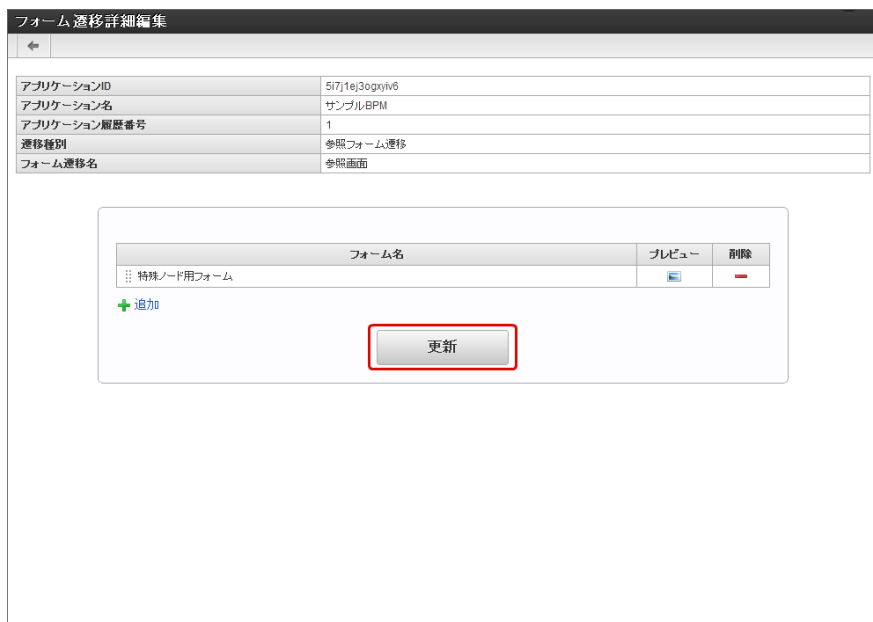 フォーム遷移詳細編集
アプリケーションID 5i7j1ej3ogxyiv6
アプリケーション名 サンプルBPM
アプリケーション履歴番号 1
遷移種別 参照フォーム遷移
フォーム遷移名 参照画面
フォーム名 プレビュー 削除
特殊ノード用フォーム
追加
更新